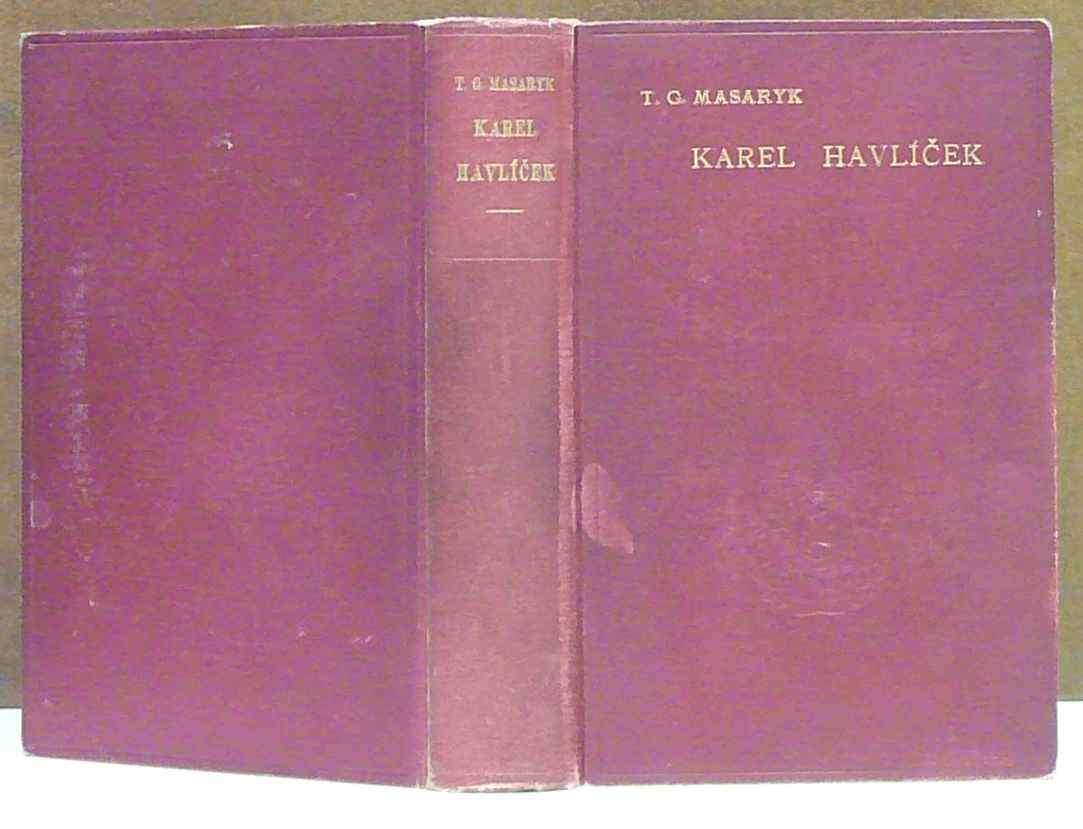 T. G. MASARYK
KAREL
HAVLÍČEK
T. G. MASARYK
KAREL HAVLÍČEK